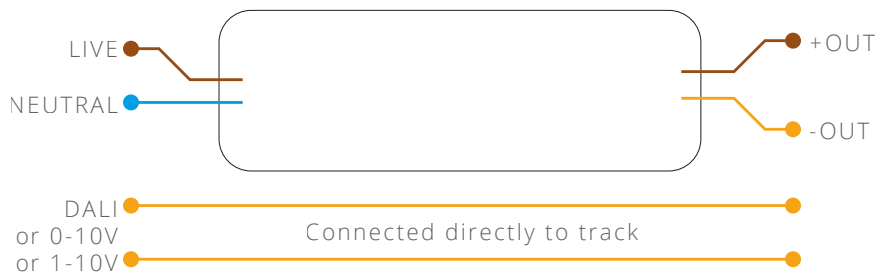 LIVE
NEUTRAL
+OUT
-OUT
DALI
or 0-10V
or 1-10V
Connected directly to track